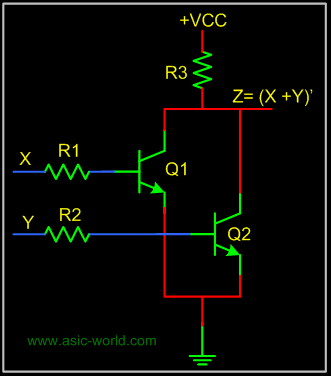 +VCC
R3
Z= (X +Y)'
X
R1
Q1
Y
R2
Q2
www.asic-world.com